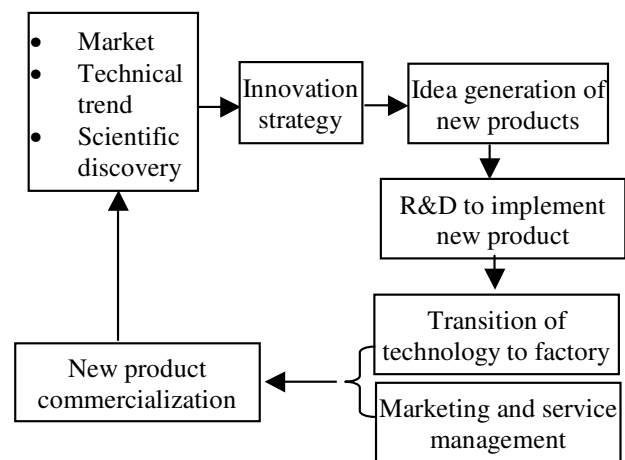 • Market
• Technical
trend
• Scientific
discovery
Innovation
strategy
Idea generation of
new products
R&D to implement
new product
Transition of
technology to factory
Marketing and service
management
New product
commercialization